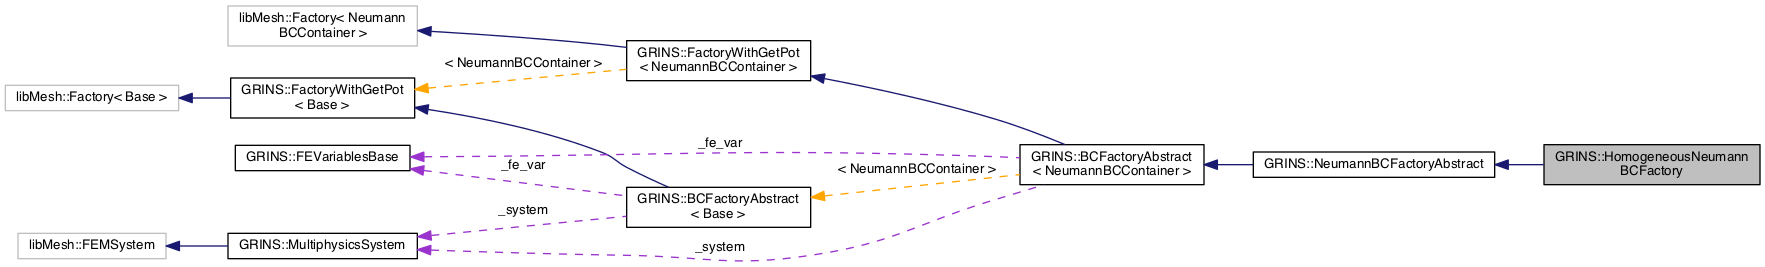 libMesh::Factory< Neumann
BCContainer >
GRINS::FactoryWithGetPot
< NeumannBCContainer >
< NeumannBCContainer >
libMesh::Factory< Base >
GRINS::FactoryWithGetPot
< Base >
GRINS::FEVariablesBase
_fe_var
_fe_var
GRINS::BCFactoryAbstract
< NeumannBCContainer >
GRINS::NeumannBCFactoryAbstract
GRINS::HomogeneousNeumann
BCFactory
< NeumannBCContainer >
GRINS::BCFactoryAbstract
< Base >
_system
libMesh::FEMSystem
GRINS::MultiphysicsSystem
_system